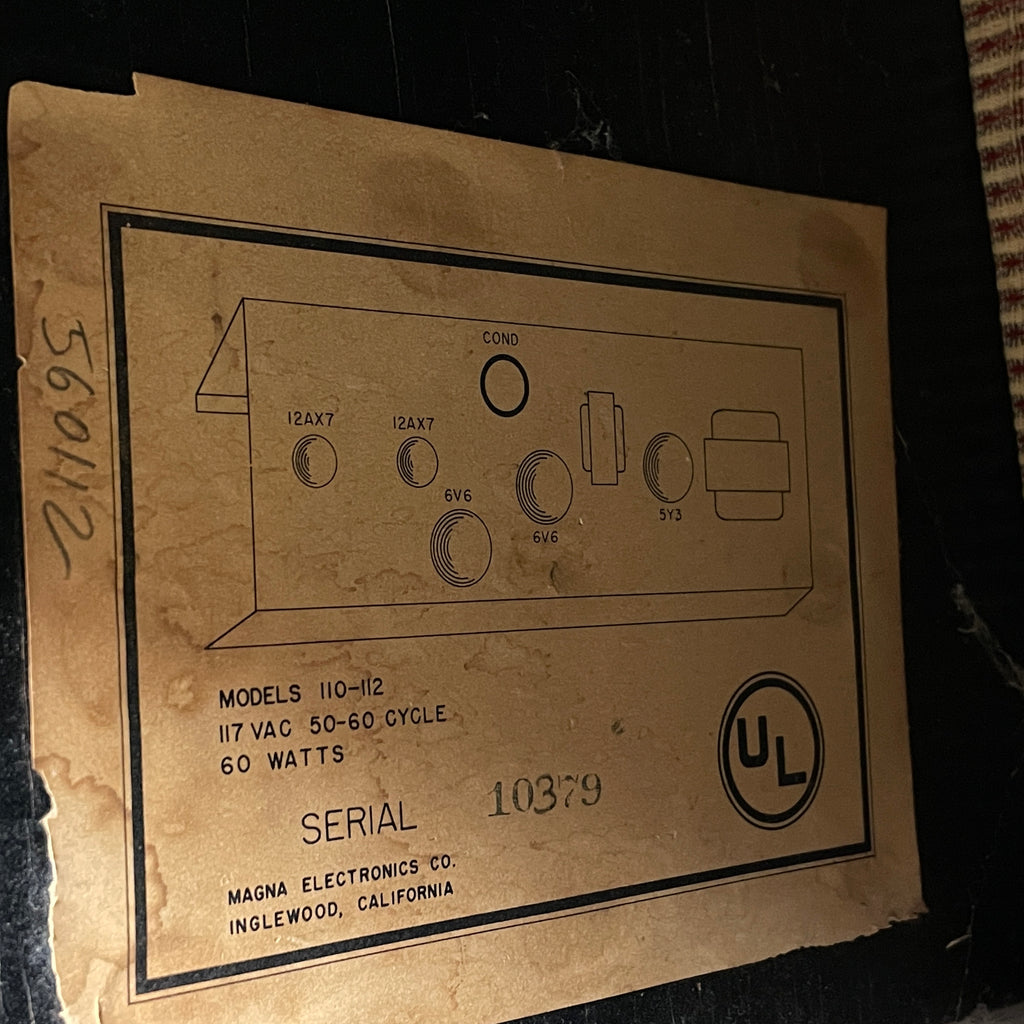 COND
12AX7 12AX7
6V6
6V6
5Y3
MODELS 110-112
117 VAC 50-60 CYCLE
60 WATTS
SERIAL 10379
MAGNA ELECTRONICS CO.
INGLEWOOD, CALIFORNIA
UL
560112